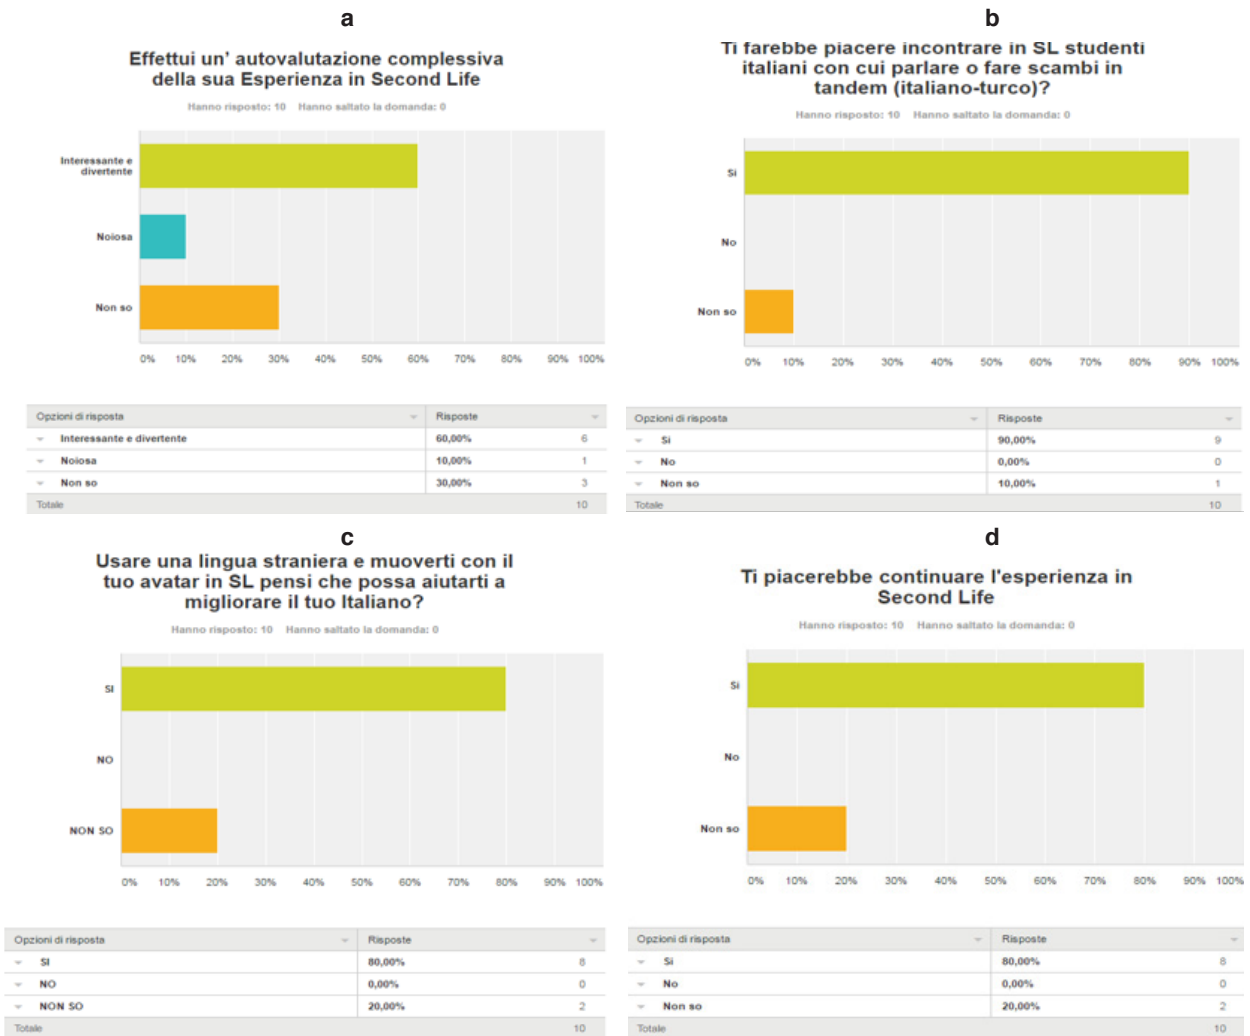 a
Effettui un' autovalutazione complessiva
della sua Esperienza in Second Life
Hanno risposto: 10 Hanno saltato la domanda: 0
Interessante e
divertente
Noiosa
Non so
0% 10% 20% 30% 40% 50% 60% 70% 80% 90% 100%
Opzioni di risposta Risposte
Interessante e divertente 60,00% 6
Noiosa 10,00% 1
Non so 30,00% 3
Totale 10
b
Ti farebbe piacere incontrare in SL studenti
italiani con cui parlare o fare scambi in
tandem (italiano-turco)?
Hanno risposto: 10 Hanno saltato la domanda: 0
Si
No
Non so
0% 10% 20% 30% 40% 50% 60% 70% 80% 90% 100%
Opzioni di risposta Risposte
Si 90,00% 9
No 0,00% 0
Non so 10,00% 1
Totale 10
c
Usare una lingua straniera e muoverti con il
tuo avatar in SL pensi che possa aiutarti a
migliorare il tuo Italiano?
Hanno risposto: 10 Hanno saltato la domanda: 0
SI
NO
NON SO
0% 10% 20% 30% 40% 50% 60% 70% 80% 90% 100%
Opzioni di risposta Risposte
SI 80,00% 8
NO 0,00% 0
NON SO 20,00% 2
Totale 10
d
Ti piacerebbe continuare l'esperienza in
Second Life
Hanno risposto: 10 Hanno saltato la domanda: 0
Si
No
Non so
0% 10% 20% 30% 40% 50% 60% 70% 80% 90% 100%
Opzioni di risposta Risposte
Si 80,00% 8
No 0,00% 0
Non so 20,00% 2
Totale 10